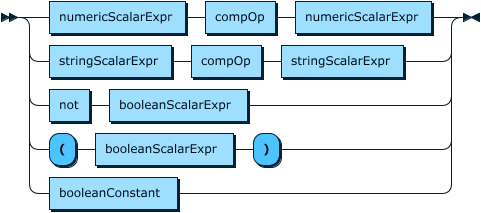 numericScalarExpr compOp numericScalarExpr
stringScalarExpr compOp stringScalarExpr
not booleanScalarExpr
( booleanScalarExpr )
booleanConstant